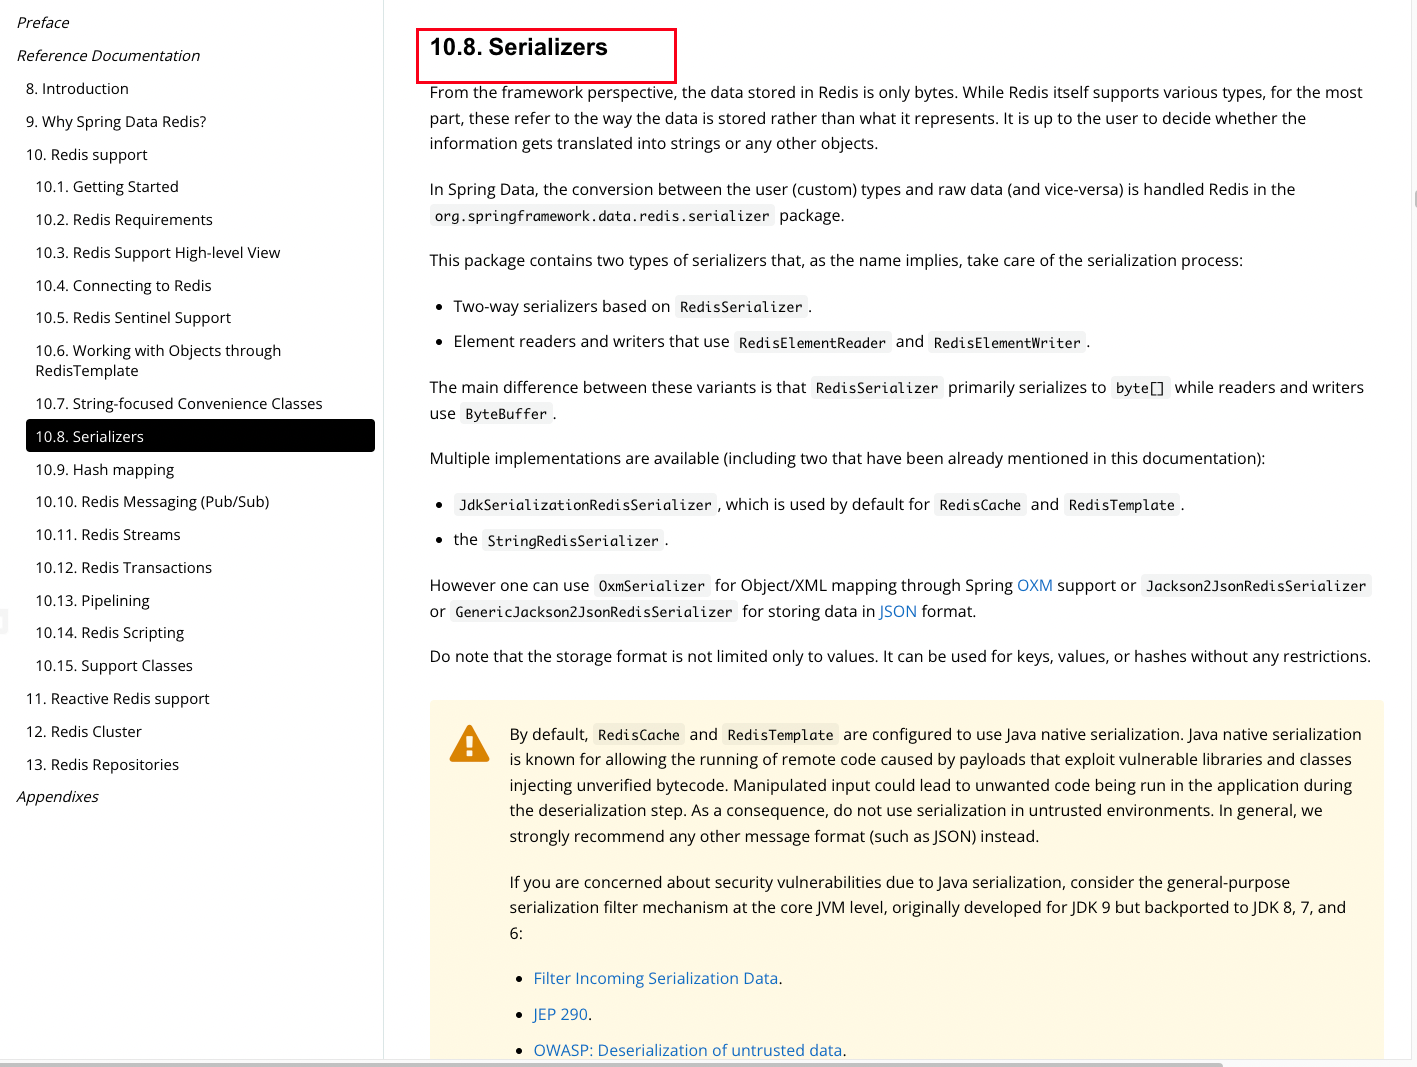 Preface
Reference Documentation
8. Introduction
9. Why Spring Data Redis?
10. Redis support
10.1. Getting Started
10.2. Redis Requirements
10.3. Redis Support High-level View
10.4. Connecting to Redis
10.5. Redis Sentinel Support
10.6. Working with Objects through
RedisTemplate
10.7. String-focused Convenience Classes
10.8. Serializers
10.9. Hash mapping
10.10. Redis Messaging (Pub/Sub)
10.11. Redis Streams
10.12. Redis Transactions
10.13. Pipelining
10.14. Redis Scripting
10.15. Support Classes
11. Reactive Redis support
12. Redis Cluster
13. Redis Repositories
Appendixes
10.8. Serializers
From the framework perspective, the data stored in Redis is only bytes. While Redis itself supports various types, for the most
part, these refer to the way the data is stored rather than what it represents. It is up to the user to decide whether the
information gets translated into strings or any other objects.
In Spring Data, the conversion between the user (custom) types and raw data (and vice-versa) is handled Redis in the
org.springframework.data.redis.serializer package.
This package contains two types of serializers that, as the name implies, take care of the serialization process:
• Two-way serializers based on RedisSerializer.
• Element readers and writers that use RedisElementReader and RedisElementWriter.
The main difference between these variants is that RedisSerializer primarily serializes to byte[] while readers and writers
use ByteBuffer.
Multiple implementations are available (including two that have been already mentioned in this documentation):
• JdkSerializationRedisSerializer, which is used by default for RedisCache and RedisTemplate.
• the StringRedisSerializer.
However one can use OxmSerializer for Object/XML mapping through Spring OXM support or Jackson2JsonRedisSerializer
or GenericJackson2JsonRedisSerializer for storing data in JSON format.
Do note that the storage format is not limited only to values. It can be used for keys, values, or hashes without any restrictions.
By default, RedisCache and RedisTemplate are configured to use Java native serialization. Java native serialization
is known for allowing the running of remote code caused by payloads that exploit vulnerable libraries and classes
injecting unverified bytecode. Manipulated input could lead to unwanted code being run in the application during
the deserialization step. As a consequence, do not use serialization in untrusted environments. In general, we
strongly recommend any other message format (such as JSON) instead.
If you are concerned about security vulnerabilities due to Java serialization, consider the general-purpose
serialization filter mechanism at the core JVM level, originally developed for JDK 9 but backported to JDK 8, 7, and
6:
• Filter Incoming Serialization Data.
• JEP 290.
• OWASP: Deserialization of untrusted data.